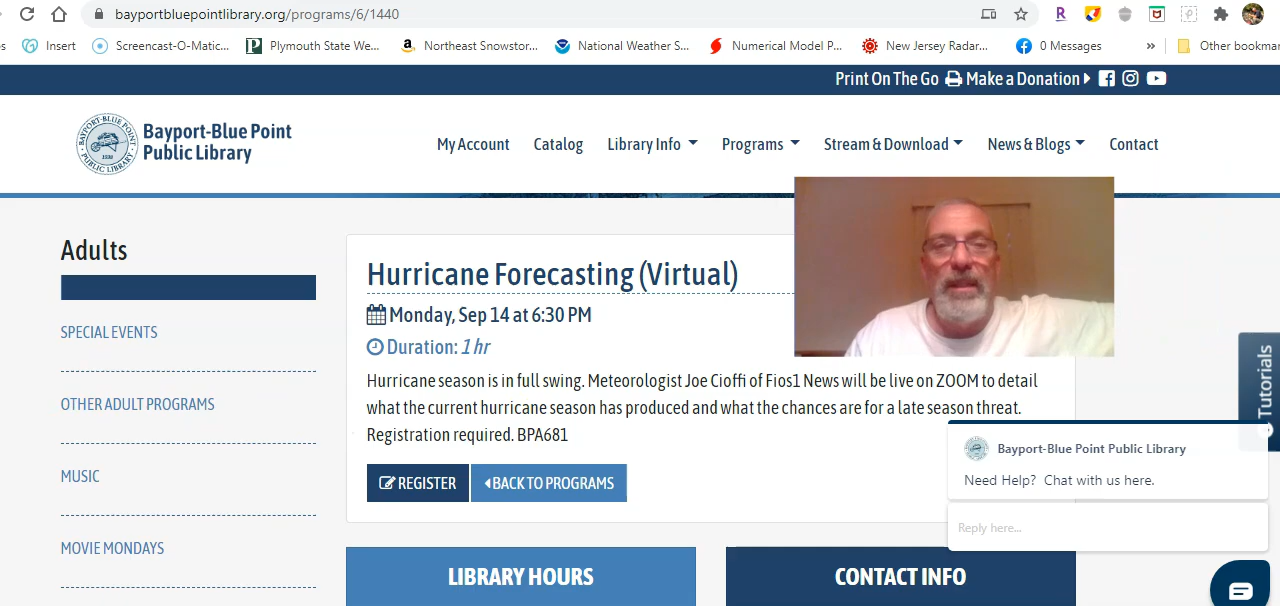 bayportbluepointlibrary.org/programs/6/1440
R
Insert
Screencast-O-Matic...
Plymouth State We...
Northeast Snowstor...
National Weather S...
Numerical Model P...
New Jersey Radar...
0 Messages
»
Other bookmar
Print On The Go
Make a Donation
Bayport-Blue Point
Public Library
My Account
Catalog
Library Info
Programs
Stream & Download
News & Blogs
Contact
Adults
SPECIAL EVENTS
OTHER ADULT PROGRAMS
MUSIC
MOVIE MONDAYS
Hurricane Forecasting (Virtual)
Monday, Sep 14 at 6:30 PM
Duration: 1 hr
Hurricane season is in full swing. Meteorologist Joe Cioffi of Fios1 News will be live on ZOOM to detail
what the current hurricane season has produced and what the chances are for a late season threat.
Registration required. BPA681
REGISTER
BACK TO PROGRAMS
LIBRARY HOURS
CONTACT INFO
Tutorials
Bayport-Blue Point Public Library
Need Help? Chat with us here.
Reply here...